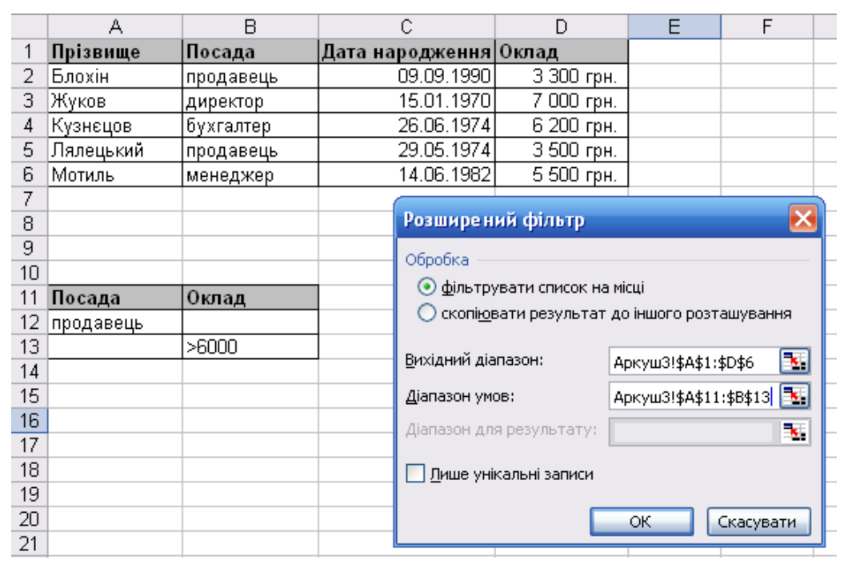 A B C D E F
1 Прізвище Посада Дата народження Оклад
2 Блохін продавець 09.09.1990 3 300 грн.
3 Жуков директор 15.01.1970 7 000 грн.
4 Кузнєцов бухгалтер 26.06.1974 6 200 грн.
5 Лялецький продавець 29.05.1974 3 500 грн.
6 Мотиль менеджер 14.06.1982 5 500 грн.
7
8
9
10
11 Посада Оклад
12 продавець
13 >6000
14
15
16
17
18
19
20
21
Розширений фільтр
Обробка
фільтрувати список на місці
скопіювати результат до іншого розташування
Вихідний діапазон: Аркуш3!$A$1:$D$6
Діапазон умов: Аркуш3!$A$11:$B$13
Діапазон для результату:
Лише унікальні записи
ОК Скасувати